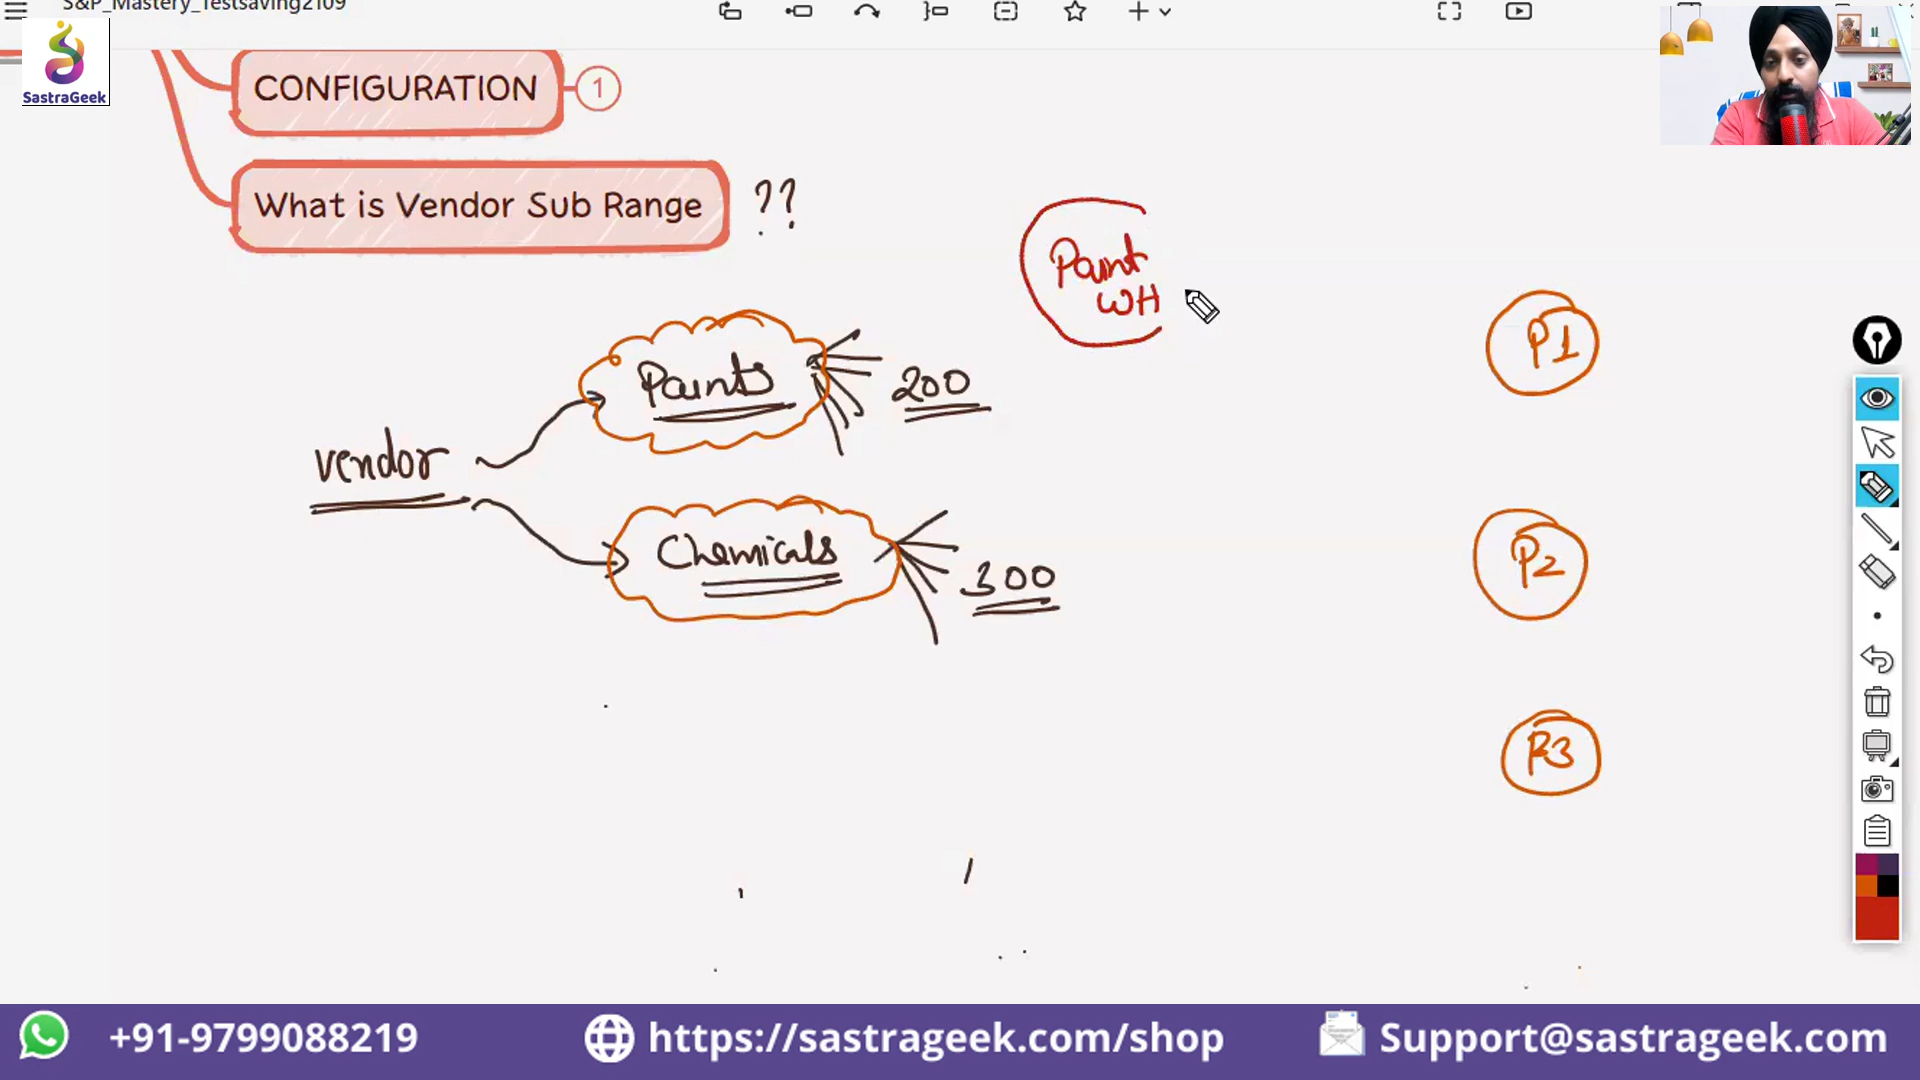 S&P_Mastery_Testsaving2109
SastraGeek
CONFIGURATION
1
What is Vendor Sub Range
??
Paint
WH
P1
Paints
200
vendor
Chemicals
300
P2
P3
+91-9799088219
https://sastrageek.com/shop
Support@sastrageek.com